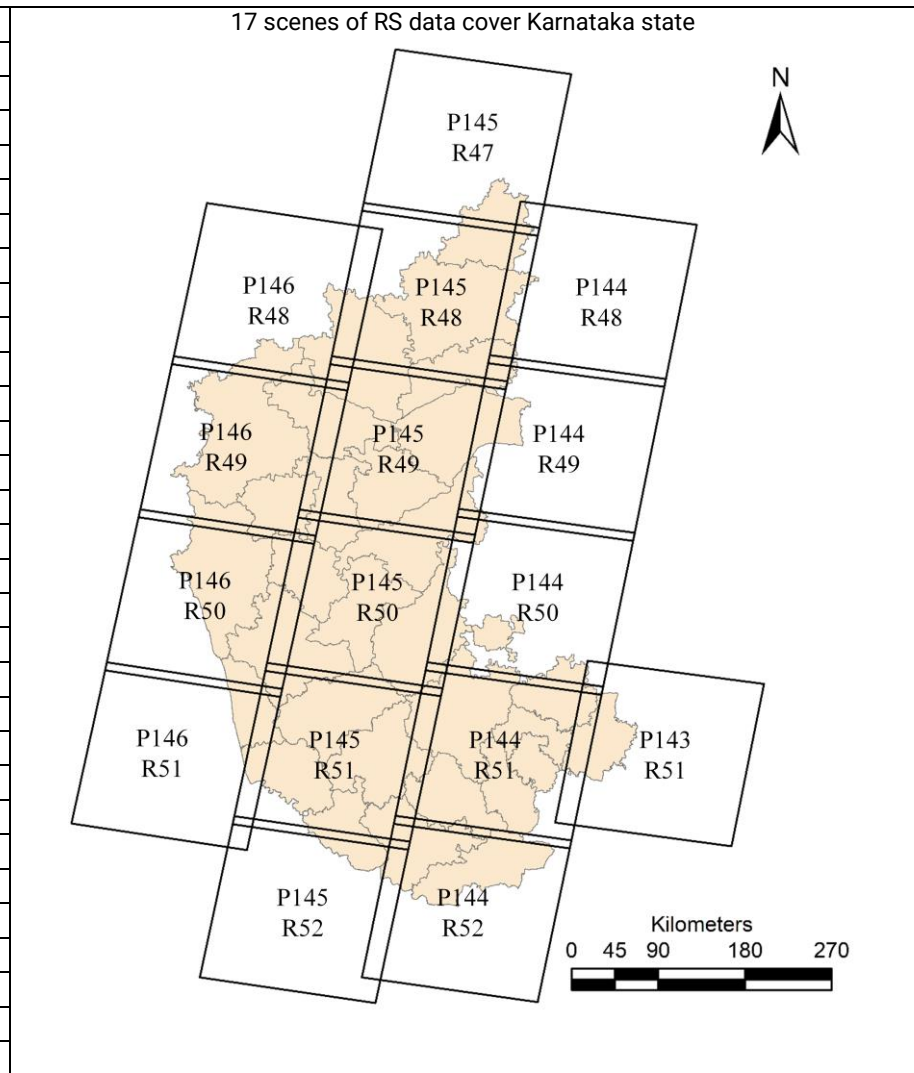 17 scenes of RS data cover Karnataka state
N
P145
R47
P146
R48
P145
R48
P144
R48
P146
R49
P145
R49
P144
R49
P146
R50
P145
R50
P144
R50
P146
R51
P145
R51
P144
R51
P143
R51
P145
R52
P144
R52
Kilometers
0 45 90 180 270